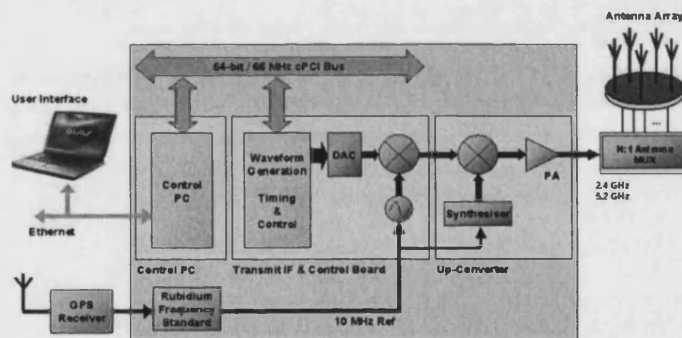 Antenna Array
64-bit / 66 MHz cPCI Bus
User Interface
Control
PC
Waveform
Generation
Timing
&
Control
DAC
PA
N:1 Antenna
MUX
2.4 GHz
5.2 GHz
Synthesiser
Ethernet
Control PC
Transmit IF & Control Board
Up-Converter
GPS
Receiver
Rubidium
Frequency
Standard
10 MHz Ref